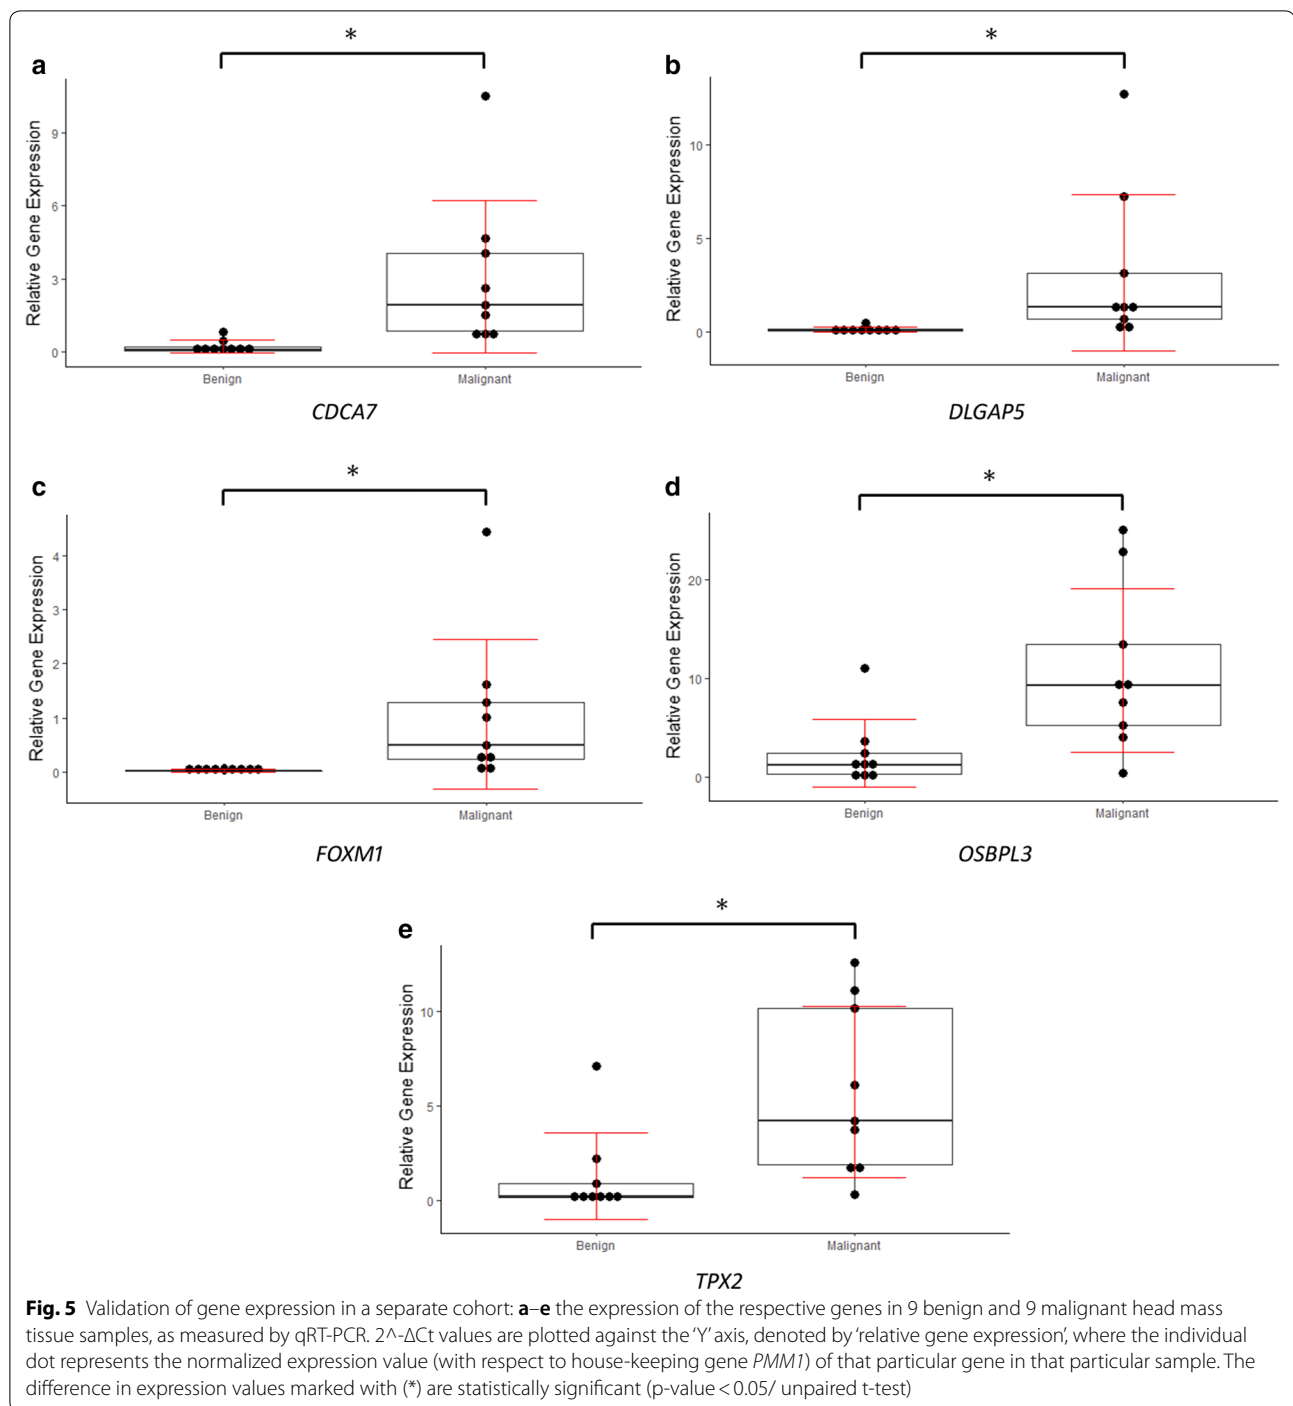 *
*
a
b
Relative Gene Expression
9
6
3
0
Benign
Malignant
CDCA7
Relative Gene Expression
10
5
0
Benign
Malignant
DLGAP5
*
*
c
d
Relative Gene Expression
4
3
2
1
0
Benign
Malignant
FOXM1
Relative Gene Expression
20
10
0
Benign
Malignant
OSBPL3
*
e
Relative Gene Expression
10
5
0
Benign
Malignant
TPX2
Fig. 5 Validation of gene expression in a separate cohort: a–e the expression of the respective genes in 9 benign and 9 malignant head mass
tissue samples, as measured by qRT-PCR. 2^-ΔCt values are plotted against the ‘Y’ axis, denoted by ‘relative gene expression’, where the individual
dot represents the normalized expression value (with respect to house-keeping gene PMM1) of that particular gene in that particular sample. The
difference in expression values marked with (*) are statistically significant (p-value < 0.05/ unpaired t-test)